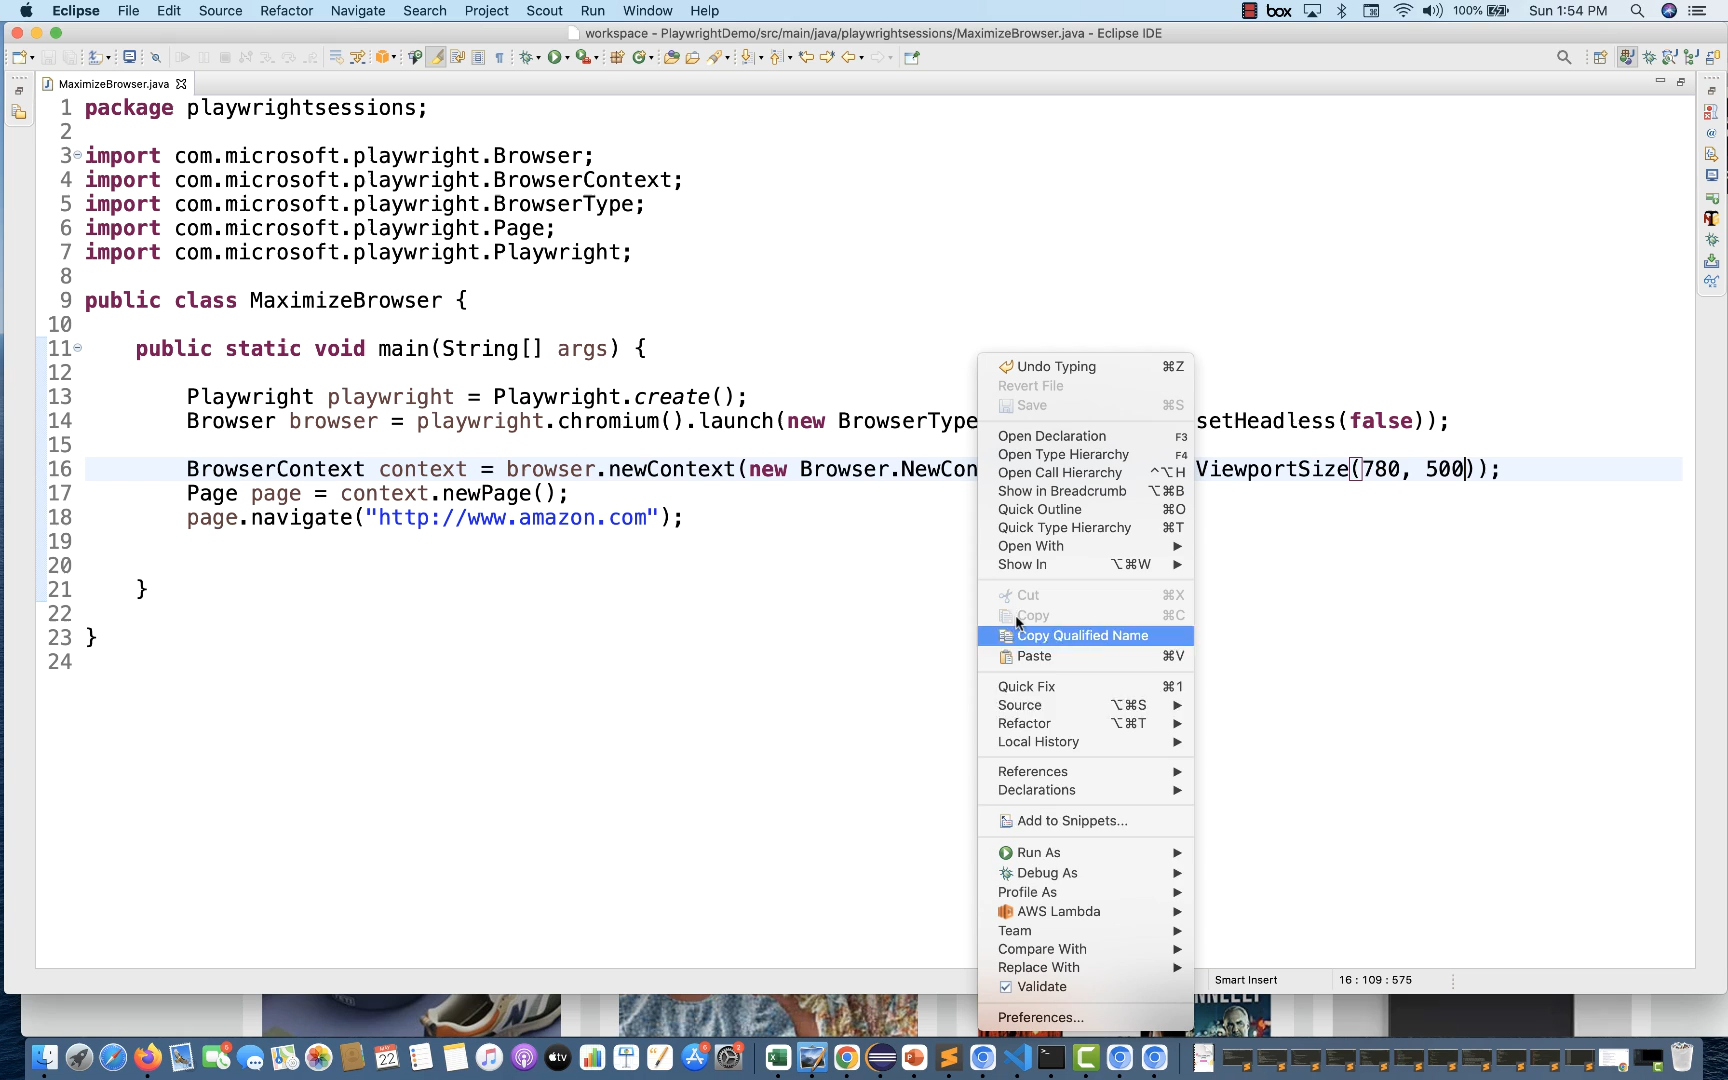 Eclipse File Edit Source Refactor Navigate Search Project Scout Run Window Help box 100% Sun 1:54 PM
workspace - PlaywrightDemo/src/main/java/playwrightsessions/MaximizeBrowser.java - Eclipse IDE
MaximizeBrowser.java
1 package playwrightsessions;
2
3 import com.microsoft.playwright.Browser;
4 import com.microsoft.playwright.BrowserContext;
5 import com.microsoft.playwright.BrowserType;
6 import com.microsoft.playwright.Page;
7 import com.microsoft.playwright.Playwright;
8
9 public class MaximizeBrowser {
10
11 public static void main(String[] args) {
12
13 Playwright playwright = Playwright.create();
14 Browser browser = playwright.chromium().launch(new BrowserType setHeadless(false));
15
16 BrowserContext context = browser.newContext(new Browser.NewCon ViewportSize(780, 500));
17 Page page = context.newPage();
18 page.navigate("http://www.amazon.com");
19
20
21 }
22
23 }
24
Undo Typing ⌘Z
Revert File
Save ⌘S
Open Declaration F3
Open Type Hierarchy F4
Open Call Hierarchy ^⌥H
Show in Breadcrumb ⌥⌘B
Quick Outline ⌘O
Quick Type Hierarchy ⌘T
Open With
Show In ⌥⌘W
Cut ⌘X
Copy ⌘C
Copy Qualified Name
Paste ⌘V
Quick Fix ⌘1
Source ⌥⌘S
Refactor ⌥⌘T
Local History
References
Declarations
Add to Snippets...
Run As
Debug As
Profile As
AWS Lambda
Team
Compare With
Replace With
Validate
Preferences...
Smart Insert 16 : 109 : 575